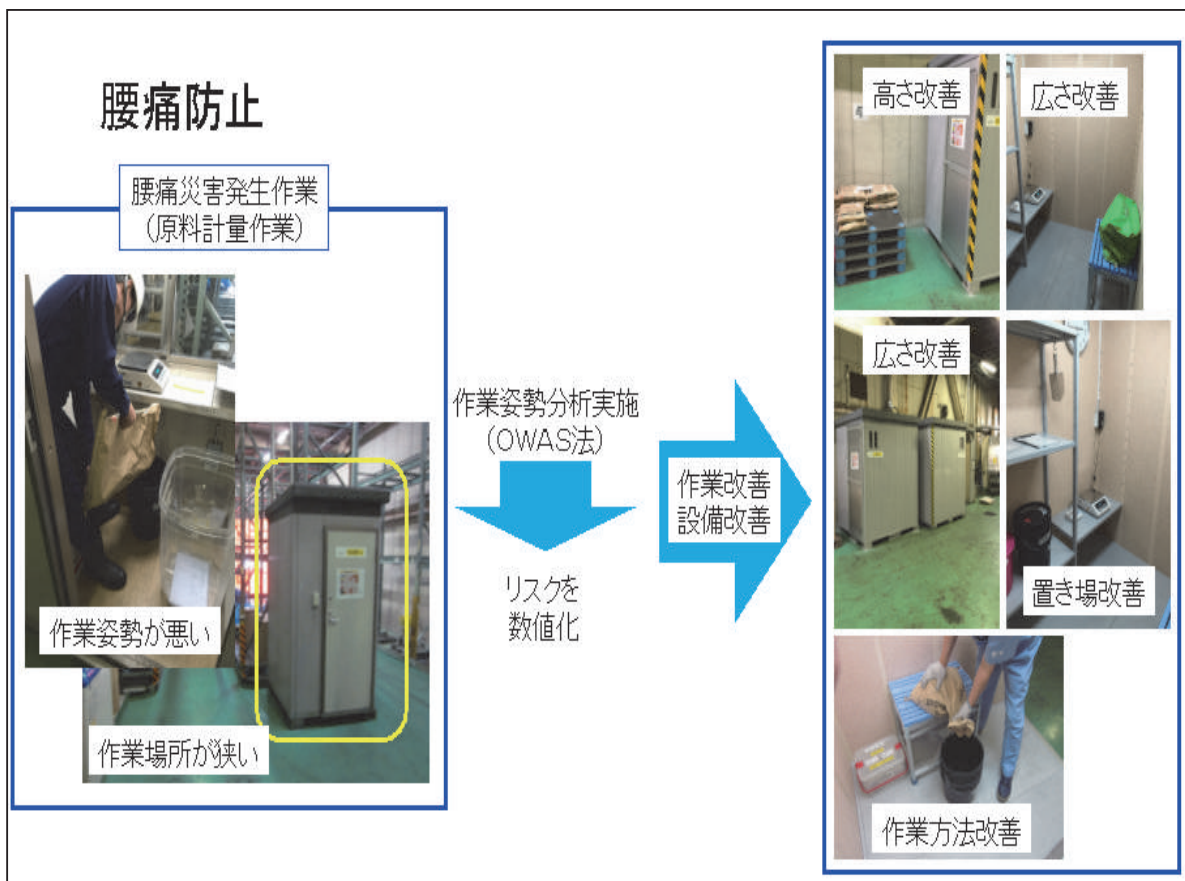 腰痛防止
腰痛災害発生作業
(原料計量作業)
作業姿勢が悪い
作業場所が狭い
作業姿勢分析実施
(OWAS法)
リスクを
数値化
作業改善
設備改善
高さ改善
広さ改善
広さ改善
置き場改善
作業方法改善